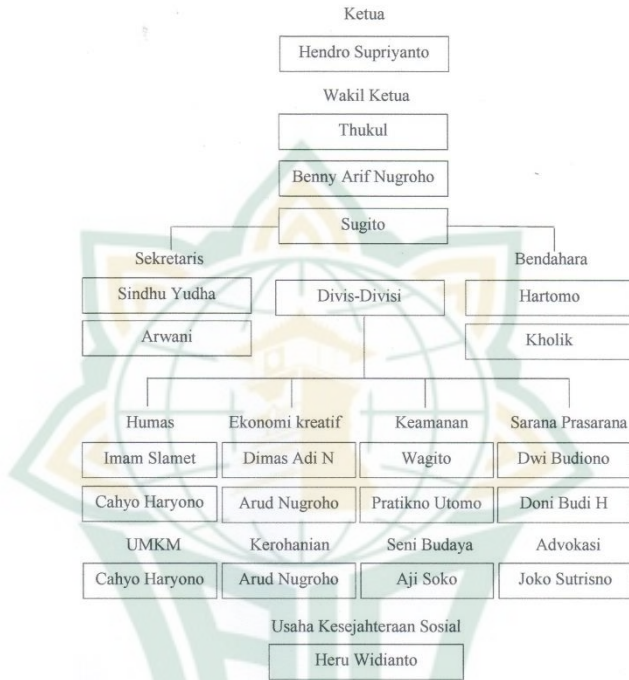 Ketua
Hendro Supriyanto
Wakil Ketua
Thukul
Benny Arif Nugroho
Sugito
Sekretaris Bendahara
Sindhu Yudha Divis-Divisi Hartomo
Arwani Kholik
Humas Ekonomi kreatif Keamanan Sarana Prasarana
Imam Slamet Dimas Adi N Wagito Dwi Budiono
Cahyo Haryono Arud Nugroho Pratikno Utomo Doni Budi H
UMKM Kerohanian Seni Budaya Advokasi
Cahyo Haryono Arud Nugroho Aji Soko Joko Sutrisno
Usaha Kesejahteraan Sosial
Heru Widianto